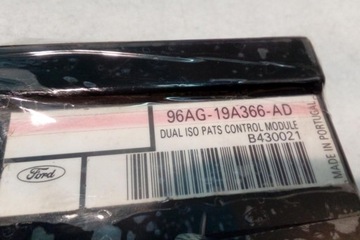 96AG-19A366-AD
DUAL ISO PATS CONTROL MODULE
B430021
MADE IN PORTUGAL
Ford